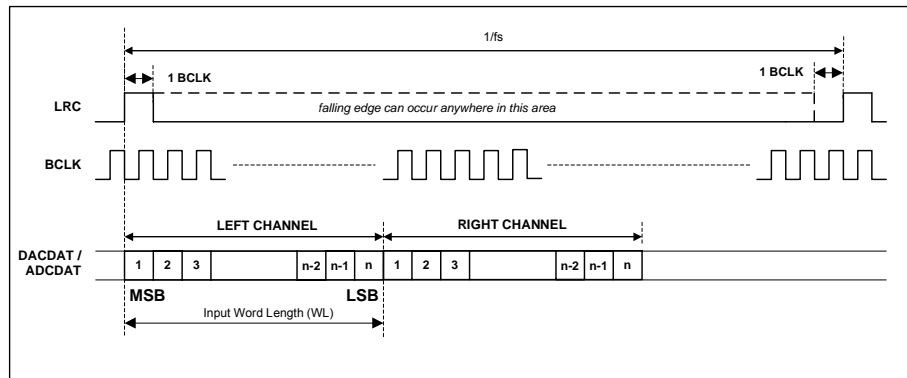 1/fs
1 BCLK
1 BCLK
LRC
falling edge can occur anywhere in this area
BCLK
LEFT CHANNEL
RIGHT CHANNEL
DACDAT /
ADCDAT
1 2 3 n-2 n-1 n 1 2 3 n-2 n-1 n
MSB LSB
Input Word Length (WL)